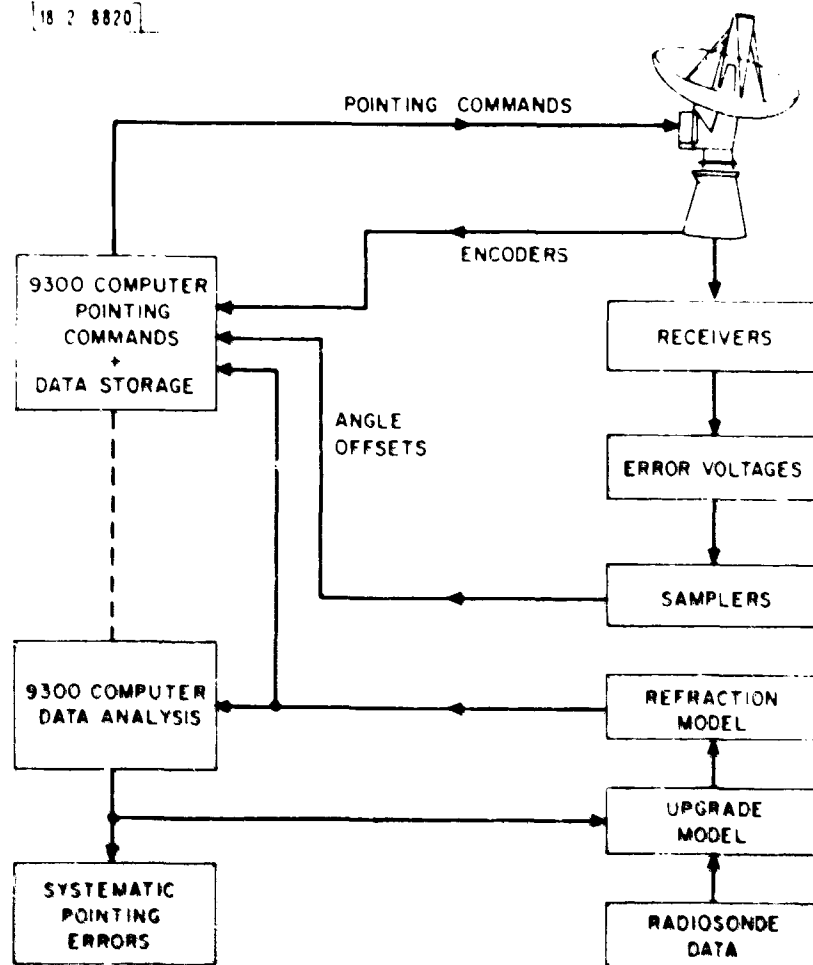 18 2 8820
POINTING COMMANDS
ENCODERS
9300 COMPUTER
POINTING
COMMANDS
+
DATA STORAGE
RECEIVERS
ANGLE
OFFSETS
ERROR VOLTAGES
SAMPLERS
9300 COMPUTER
DATA ANALYSIS
REFRACTION
MODEL
UPGRADE
MODEL
SYSTEMATIC
POINTING
ERRORS
RADIOSONDE
DATA